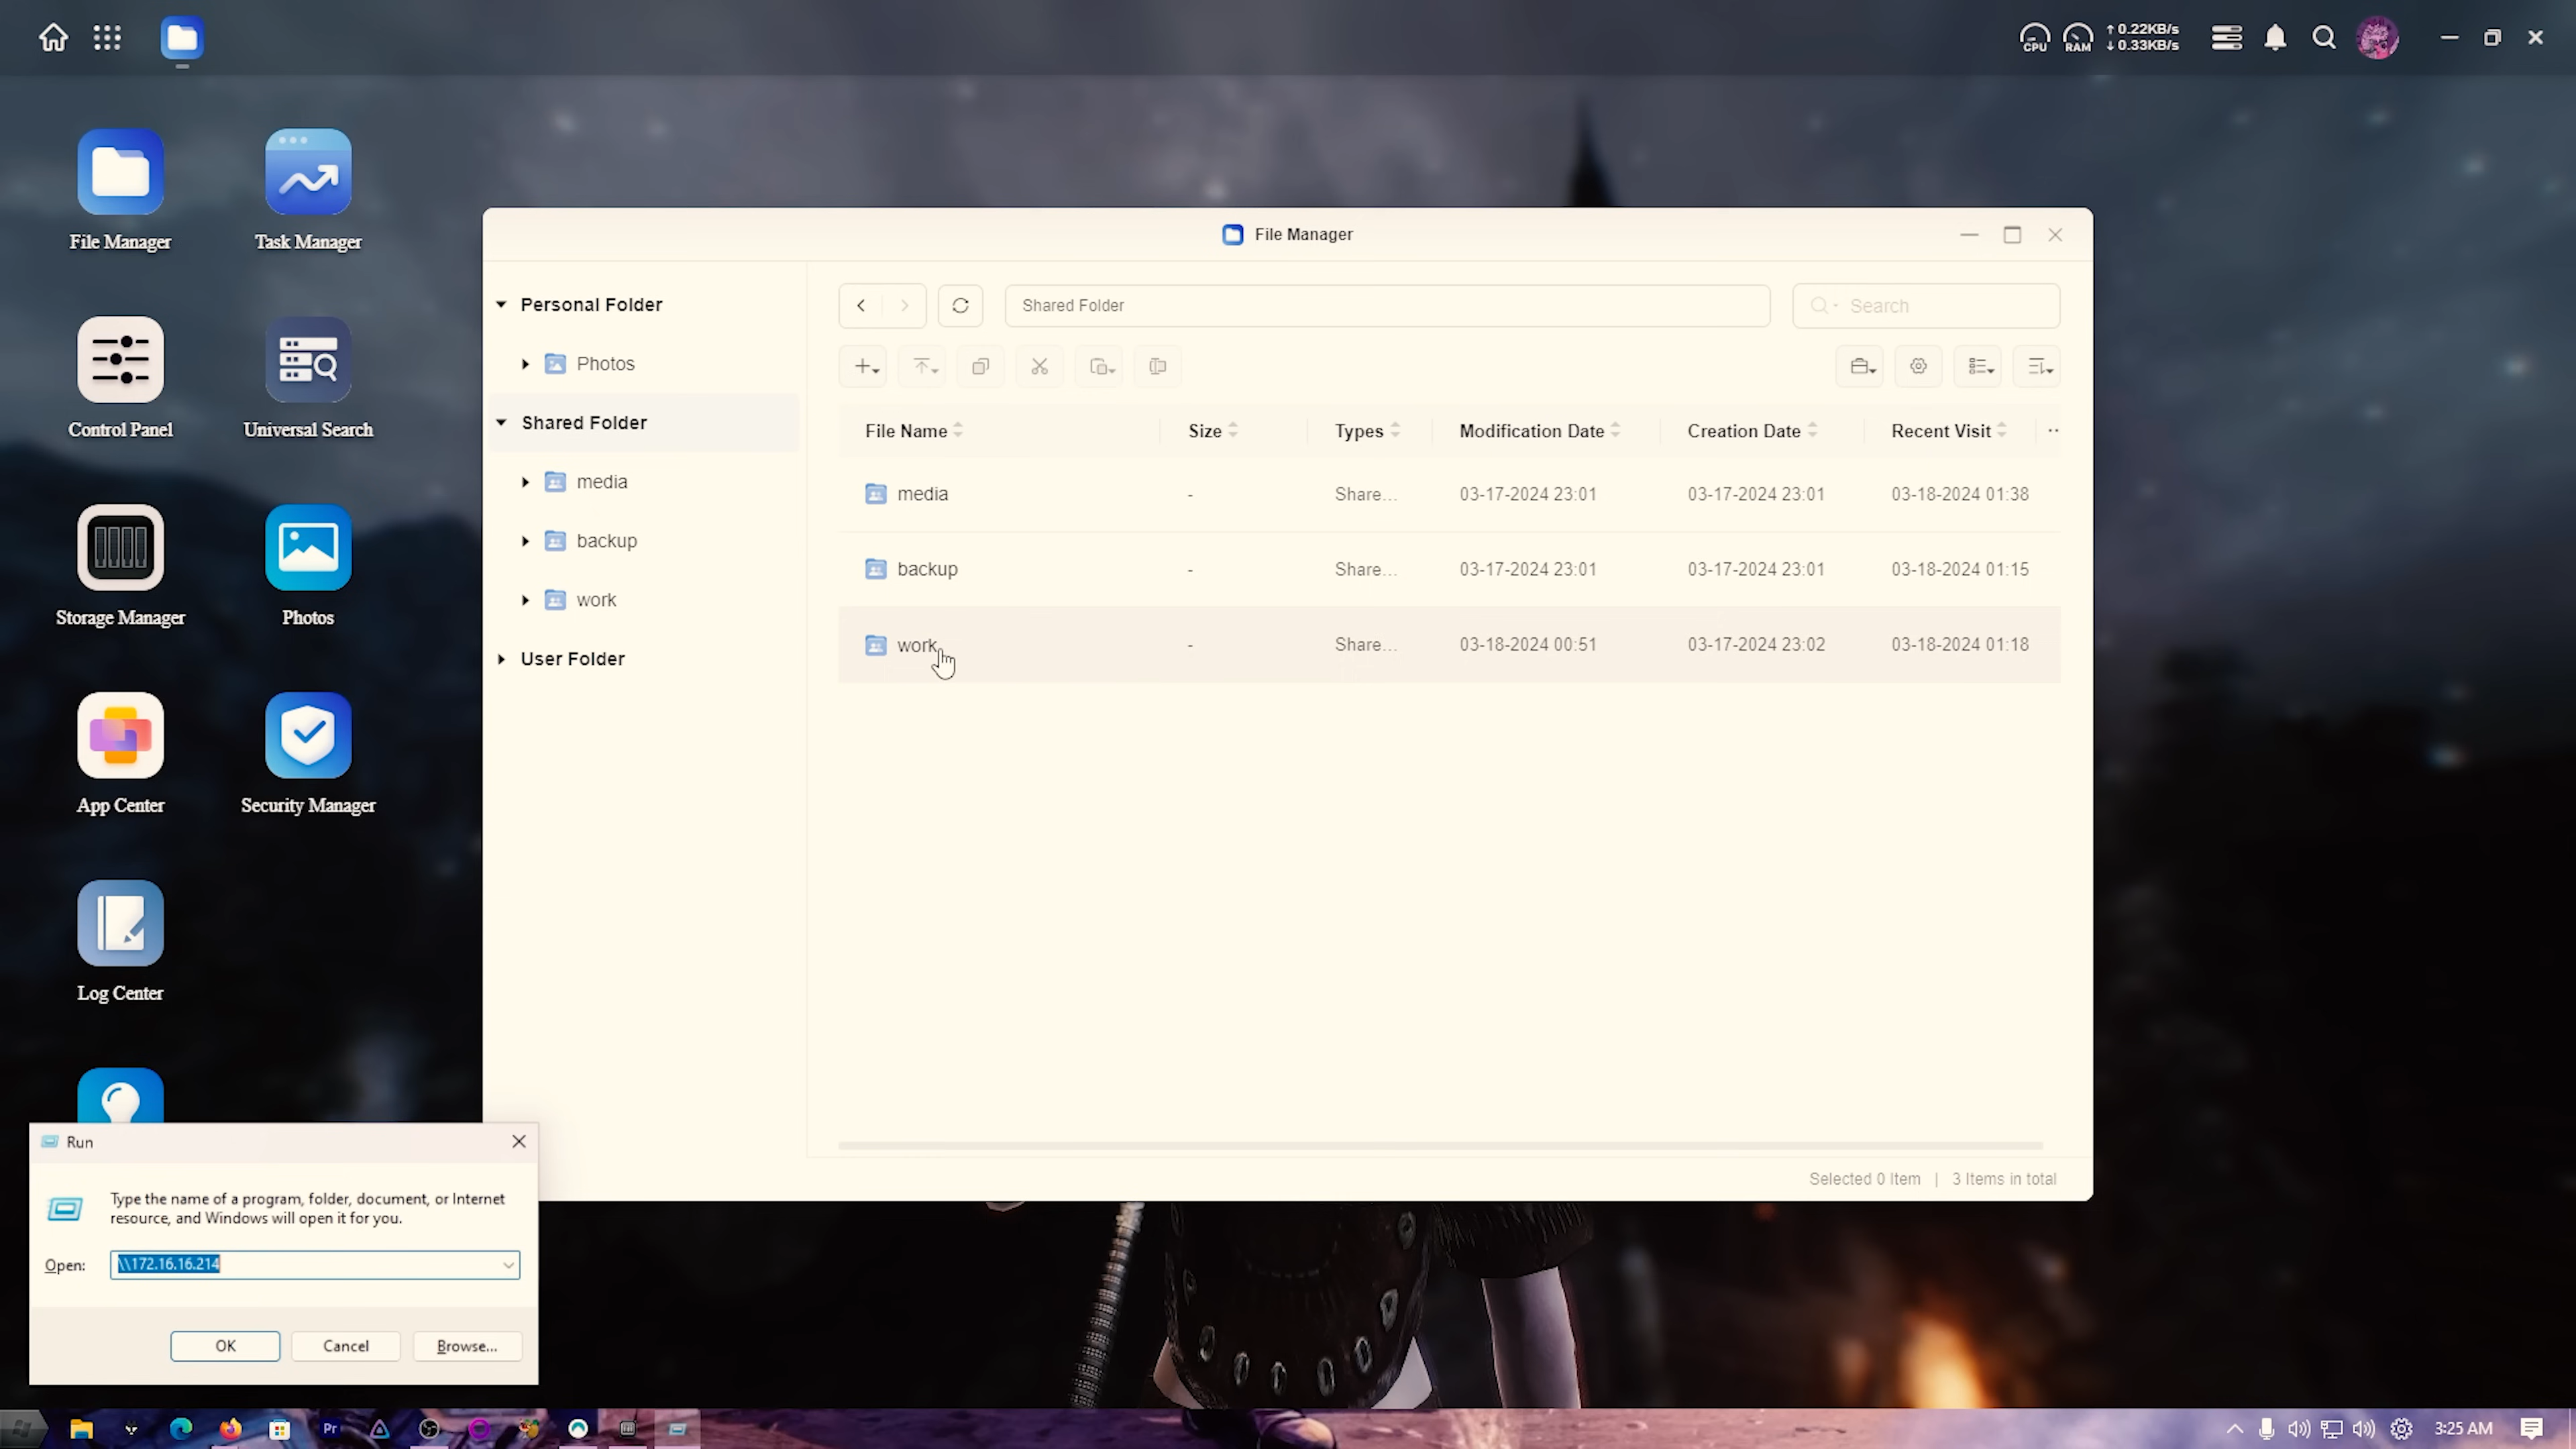 CPU
RAM
↑ 0.22KB/s
↓ 0.33KB/s
File Manager
Task Manager
Control Panel
Universal Search
Storage Manager
Photos
App Center
Security Manager
Log Center
File Manager
Personal Folder
Photos
Shared Folder
media
backup
work
User Folder
Shared Folder
Search
File Name Size Types Modification Date Creation Date Recent Visit ··
media - Share... 03-17-2024 23:01 03-17-2024 23:01 03-18-2024 01:38
backup - Share... 03-17-2024 23:01 03-17-2024 23:01 03-18-2024 01:15
work - Share... 03-18-2024 00:51 03-17-2024 23:02 03-18-2024 01:18
Selected 0 Item | 3 Items in total
Run
Type the name of a program, folder, document, or Internet
resource, and Windows will open it for you.
Open: \\172.16.16.214
OK Cancel Browse...
Pr
3:25 AM